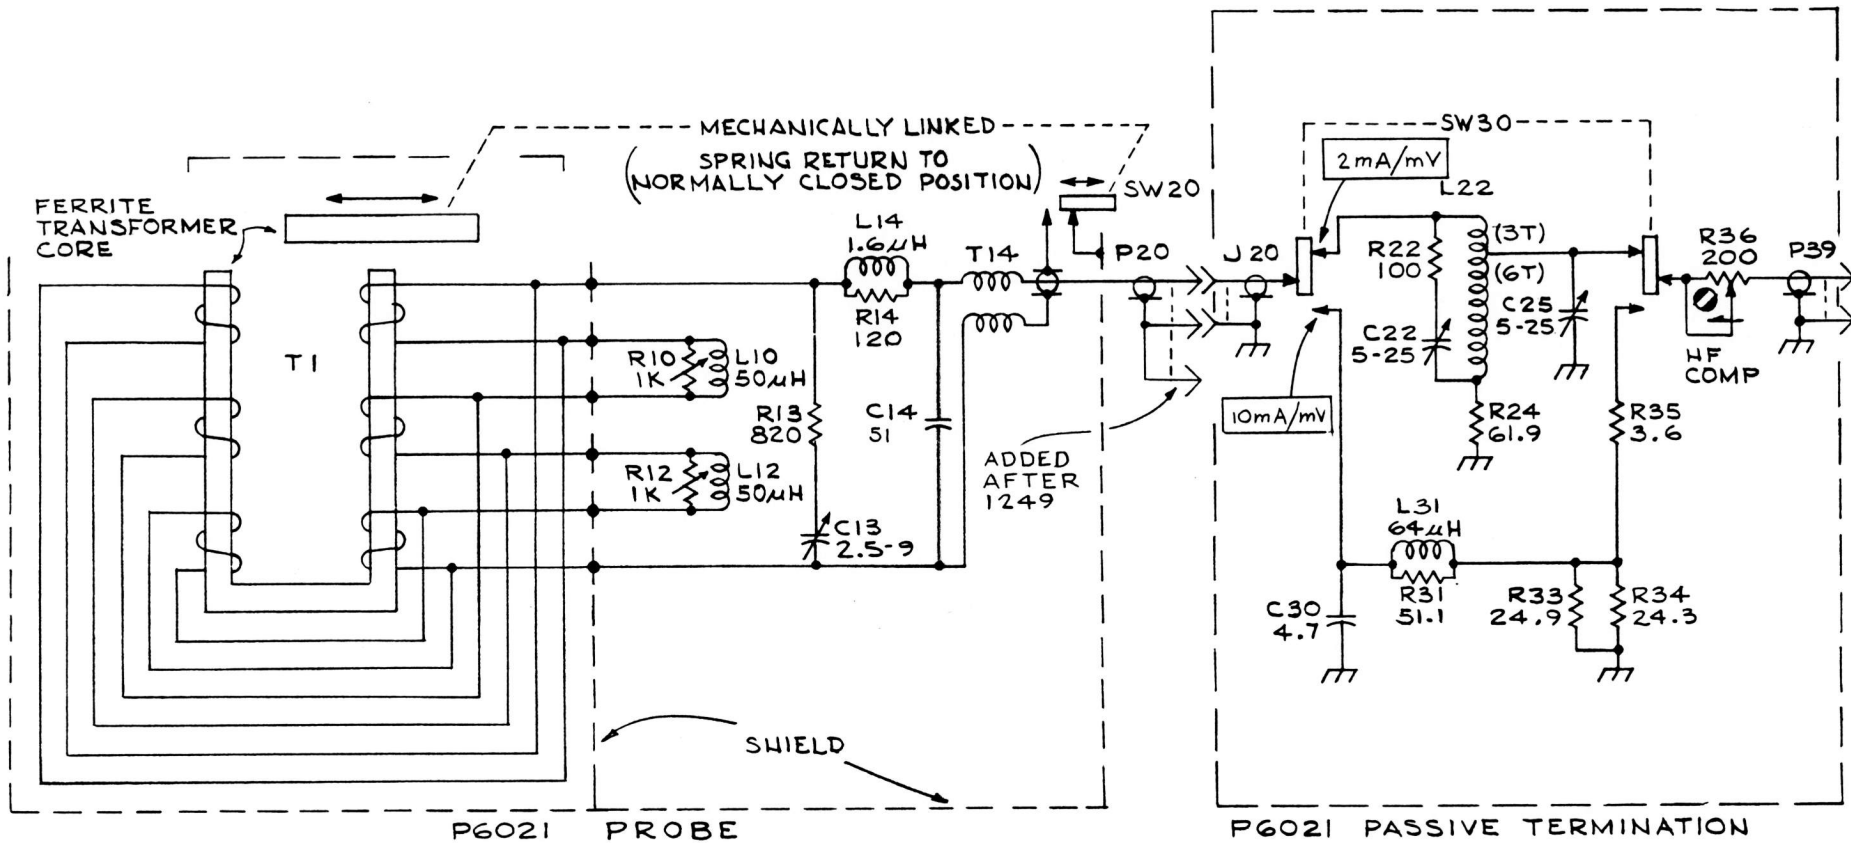 MECHANICALLY LINKED
(SPRING RETURN TO
NORMALLY CLOSED POSITION)
SW20
FERRITE
TRANSFORMER
CORE
T1
L14
1.6µH
R14
120
T14
P20
J20
R10
1K
L10
50µH
R12
1K
L12
50µH
R13
820
C13
2.5-9
C14
51
ADDED
AFTER
1249
SHIELD
P6021 PROBE
SW30
2mA/mV
L22
(3T)
(6T)
R22
100
C22
5-25
C25
5-25
R24
61.9
10mA/mV
R36
200
HF
COMP
P39
R35
3.6
L31
64µH
R31
51.1
C30
4.7
R33
24.9
R34
24.3
P6021 PASSIVE TERMINATION